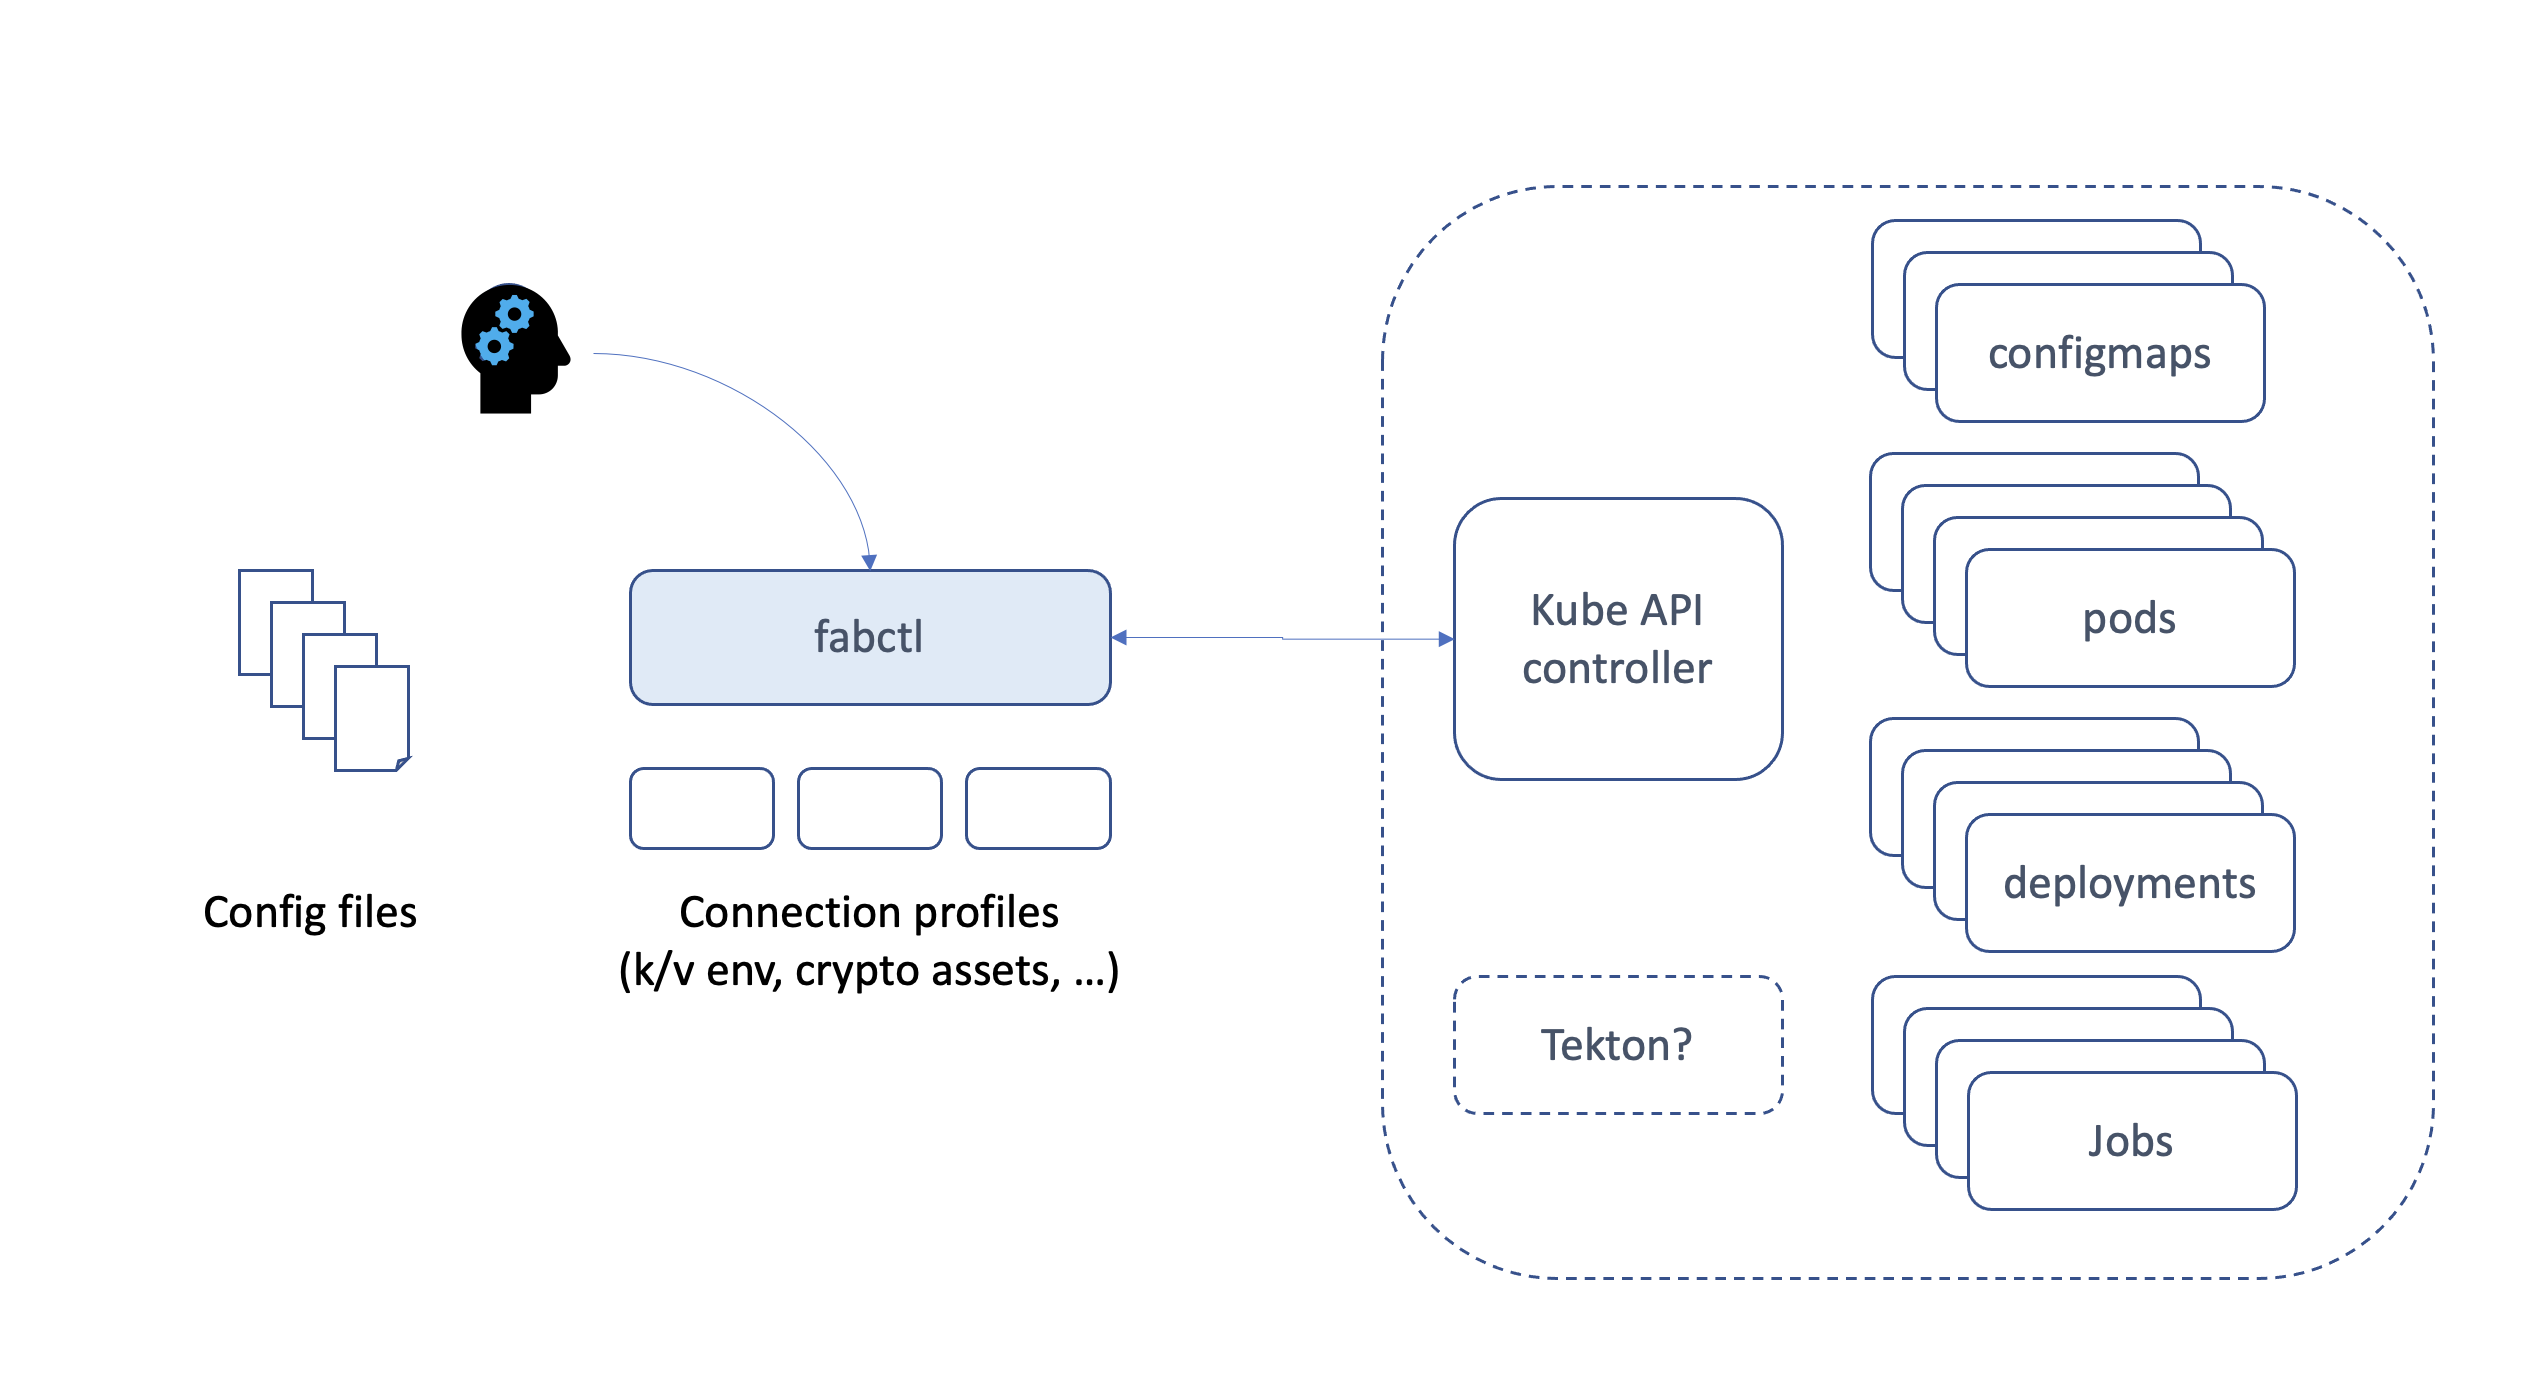 configmaps
Kube API
controller
pods
fabctl
deployments
Config files
Connection profiles
(k/v env, crypto assets, ...)
Tekton?
Jobs